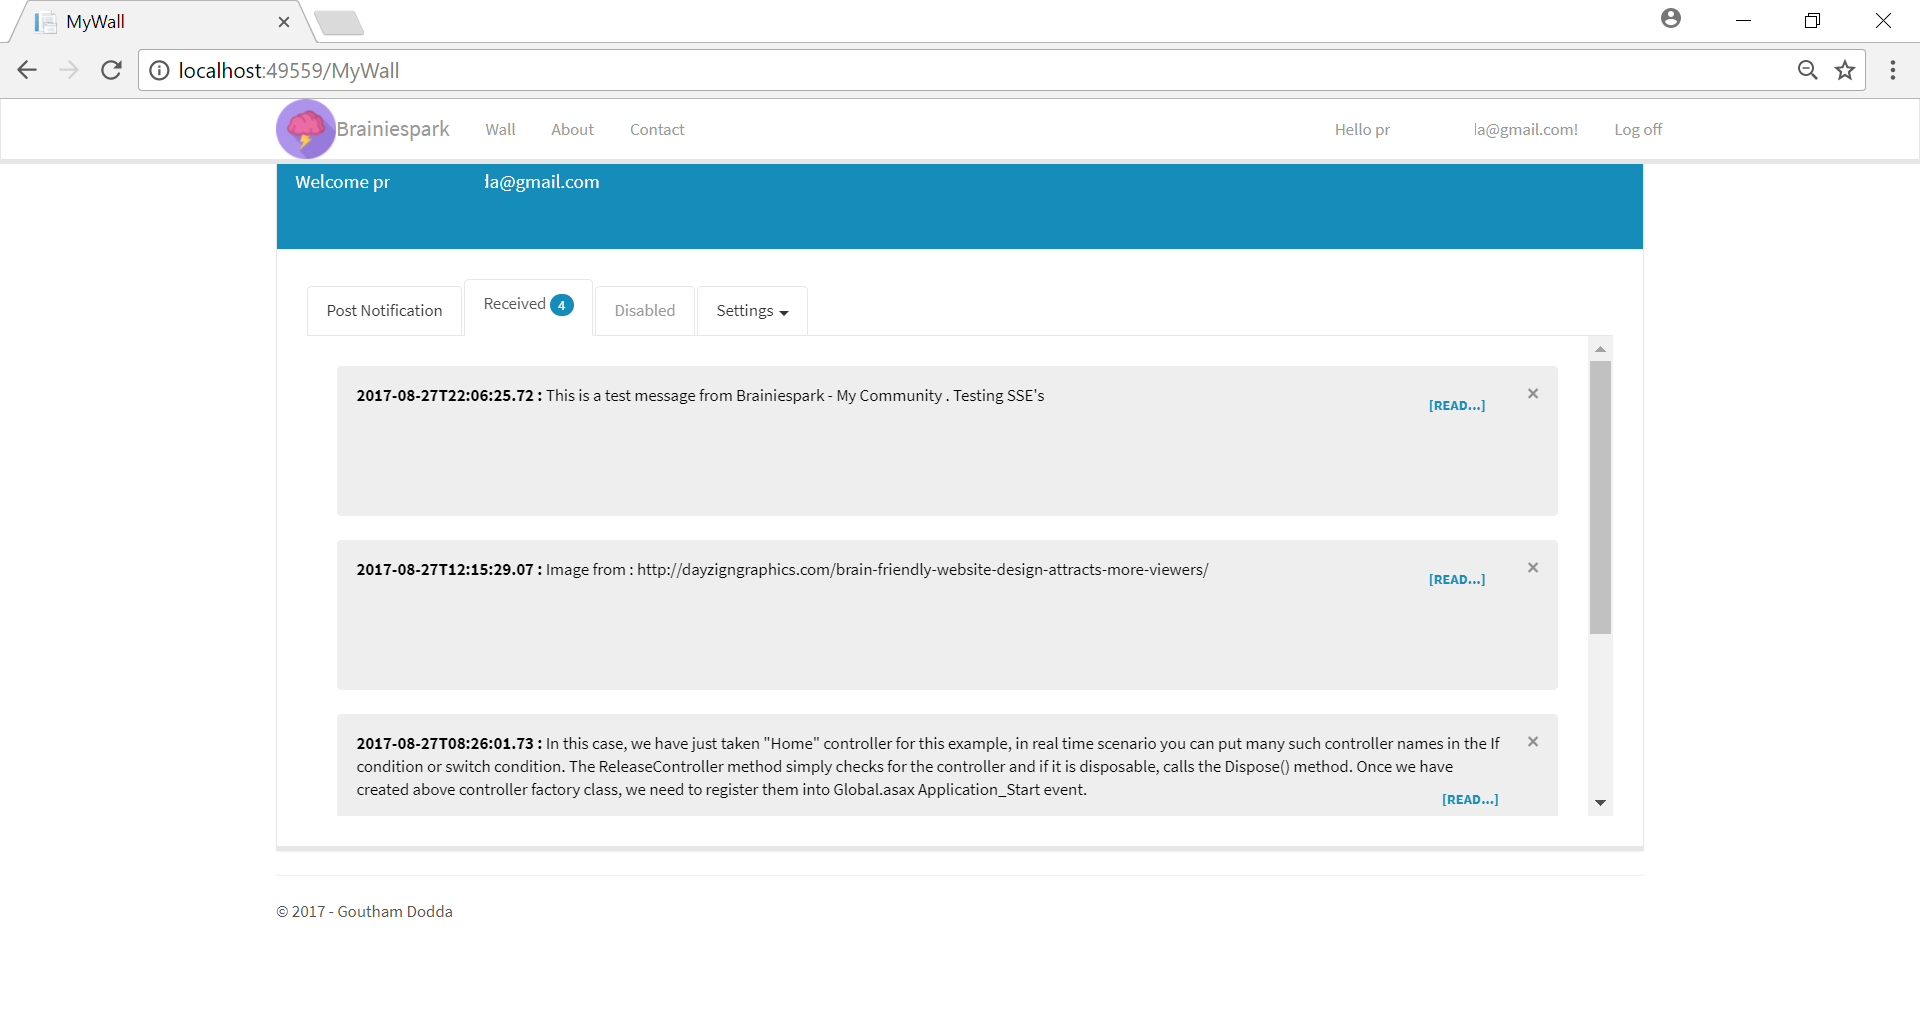 MyWall
localhost:49559/MyWall
Brainiespark Wall About Contact Hello pr la@gmail.com! Log off
Welcome pr la@gmail.com
Post Notification Received 4 Disabled Settings
2017-08-27T22:06:25.72 : This is a test message from Brainiespark - My Community . Testing SSE's
[READ...]
2017-08-27T12:15:29.07 : Image from : http://dayzigngraphics.com/brain-friendly-website-design-attracts-more-viewers/
[READ...]
2017-08-27T08:26:01.73 : In this case, we have just taken "Home" controller for this example, in real time scenario you can put many such controller names in the If
condition or switch condition. The ReleaseController method simply checks for the controller and if it is disposable, calls the Dispose() method. Once we have
created above controller factory class, we need to register them into Global.asax Application_Start event.
[READ...]
© 2017 - Goutham Dodda